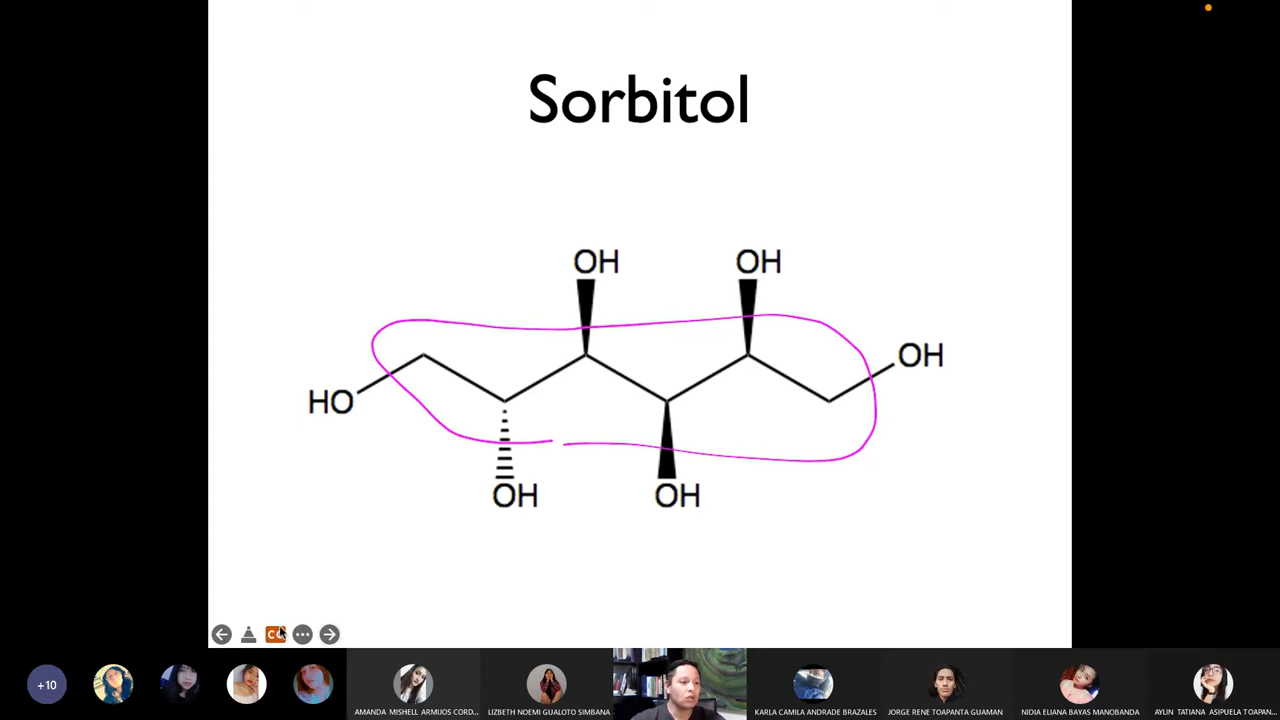 Sorbitol
OH OH
OH
HO
OH OH
CC
+10
AMANDA MISHELL ARMIJOS CORD...
LIZBETH NOEMI GUALOTO SIMBANA
KARLA CAMILA ANDRADE BRAZALES
JORGE RENE TOAPANTA GUAMAN
NIDIA ELIANA BAYAS MANOBANDA
AYLIN TATIANA ASIPUELA TOAPAN...